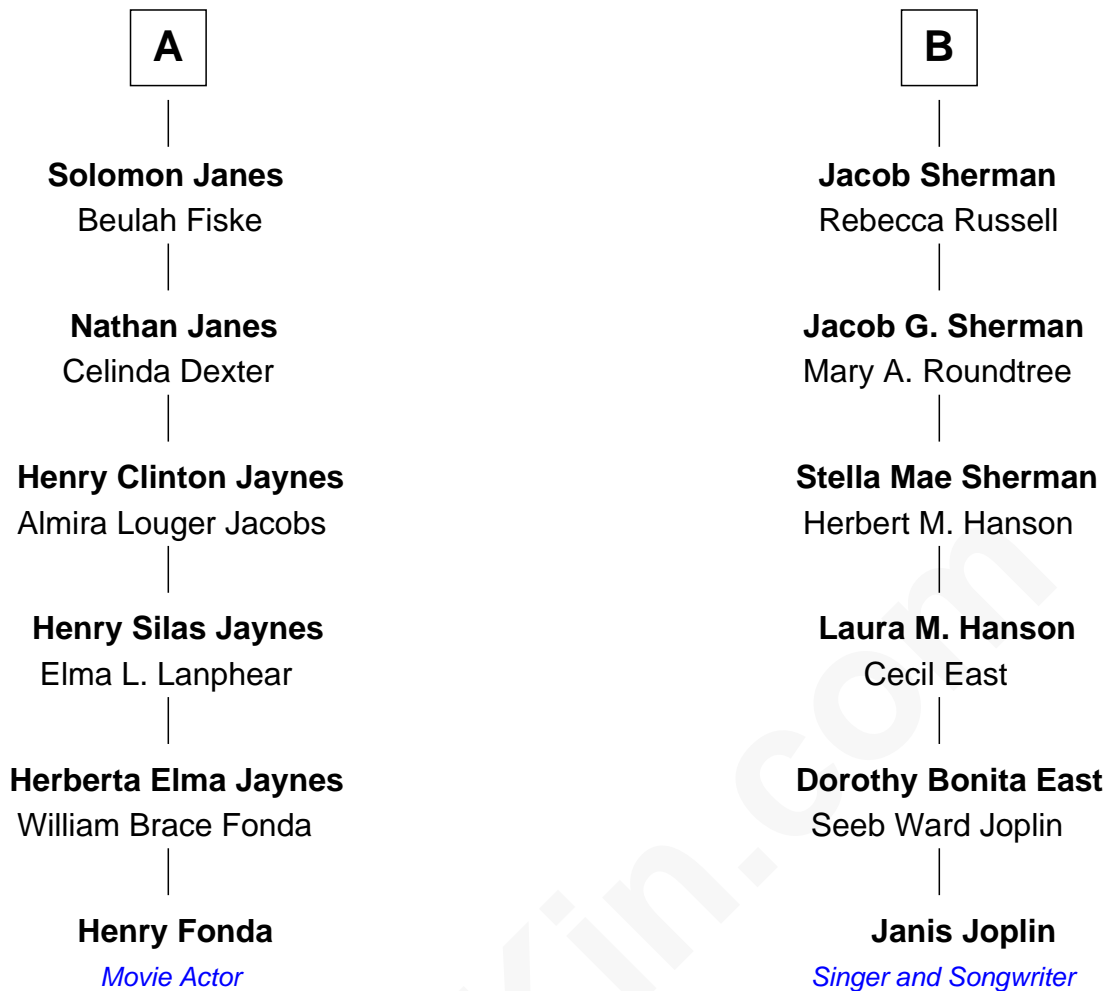 A
Solomon Janes
Beulah Fiske
Nathan Janes
Celinda Dexter
Henry Clinton Jaynes
Almira Louger Jacobs
Henry Silas Jaynes
Elma L. Lanphear
Herberta Elma Jaynes
William Brace Fonda
Henry Fonda
Movie Actor
B
Jacob Sherman
Rebecca Russell
Jacob G. Sherman
Mary A. Roundtree
Stella Mae Sherman
Herbert M. Hanson
Laura M. Hanson
Cecil East
Dorothy Bonita East
Seeb Ward Joplin
Janis Joplin
Singer and Songwriter